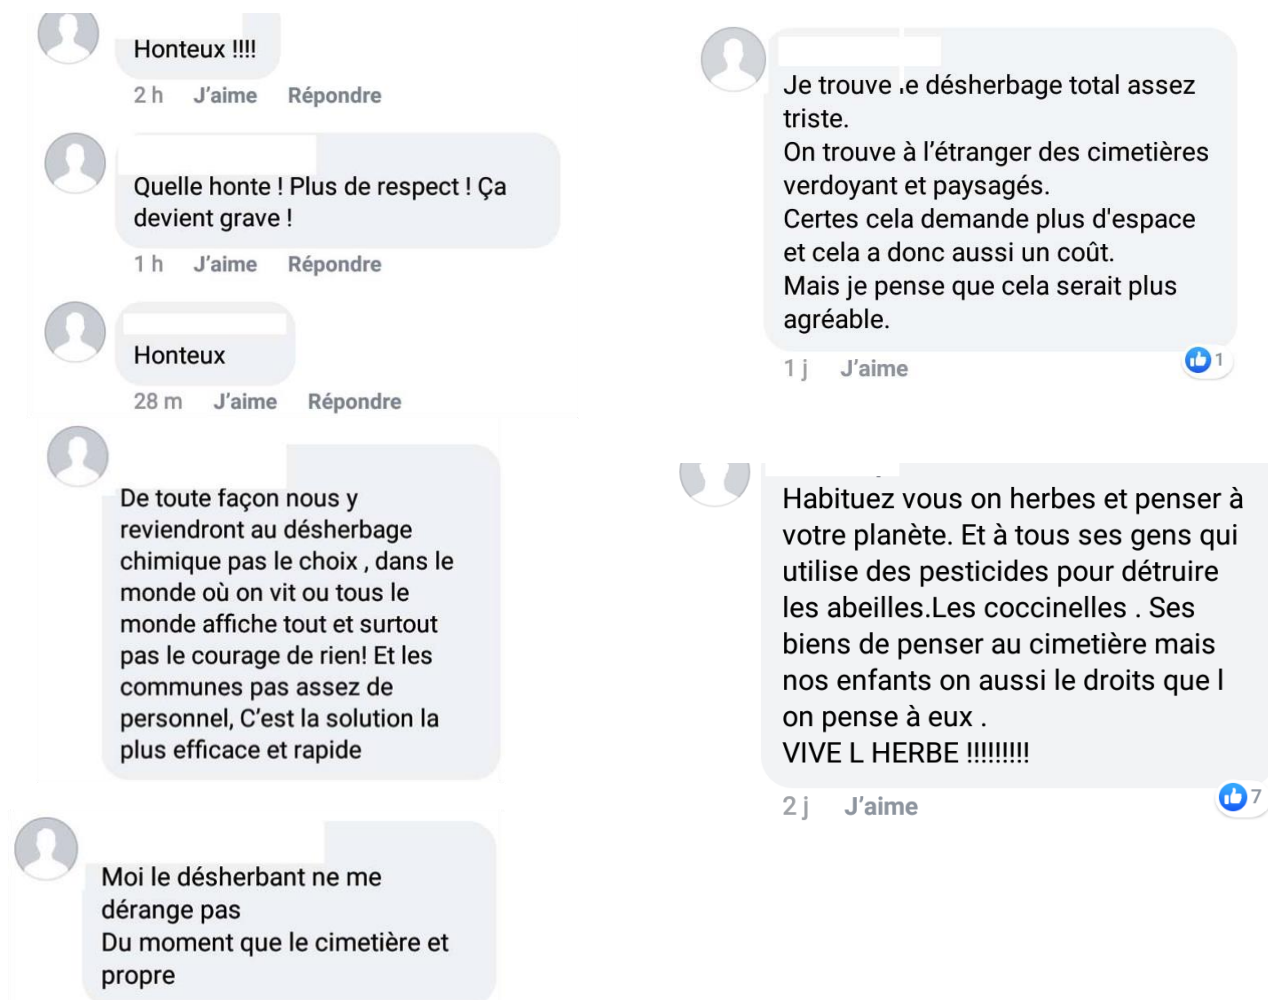 Honteux !!!!
2 h J'aime Répondre
Quelle honte ! Plus de respect ! Ça
devient grave !
1 h J'aime Répondre
Honteux
28 m J'aime Répondre
De toute façon nous y
reviendront au désherbage
chimique pas le choix , dans le
monde où on vit ou tous le
monde affiche tout et surtout
pas le courage de rien! Et les
communes pas assez de
personnel, C'est la solution la
plus efficace et rapide
Moi le désherbant ne me
dérange pas
Du moment que le cimetière et
propre
Je trouve le désherbage total assez
triste.
On trouve à l'étranger des cimetières
verdoyant et paysagés.
Certes cela demande plus d'espace
et cela a donc aussi un coût.
Mais je pense que cela serait plus
agréable.
1 j J'aime 1
Habituez vous on herbes et penser à
votre planète. Et à tous ses gens qui
utilise des pesticides pour détruire
les abeilles.Les coccinelles . Ses
biens de penser au cimetière mais
nos enfants on aussi le droits que l
on pense à eux .
VIVE L HERBE !!!!!!!!!
2 j J'aime 7